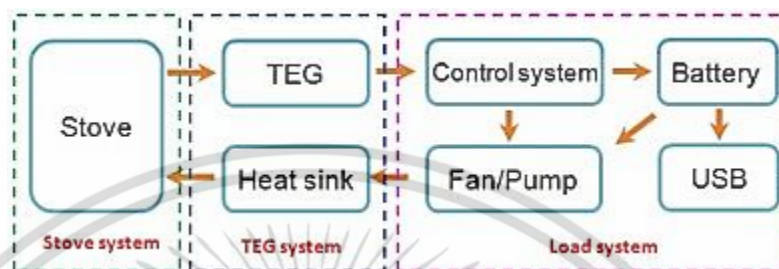 Stove
TEG
Control system
Battery
Heat sink
Fan/Pump
USB
Stove system
TEG system
Load system